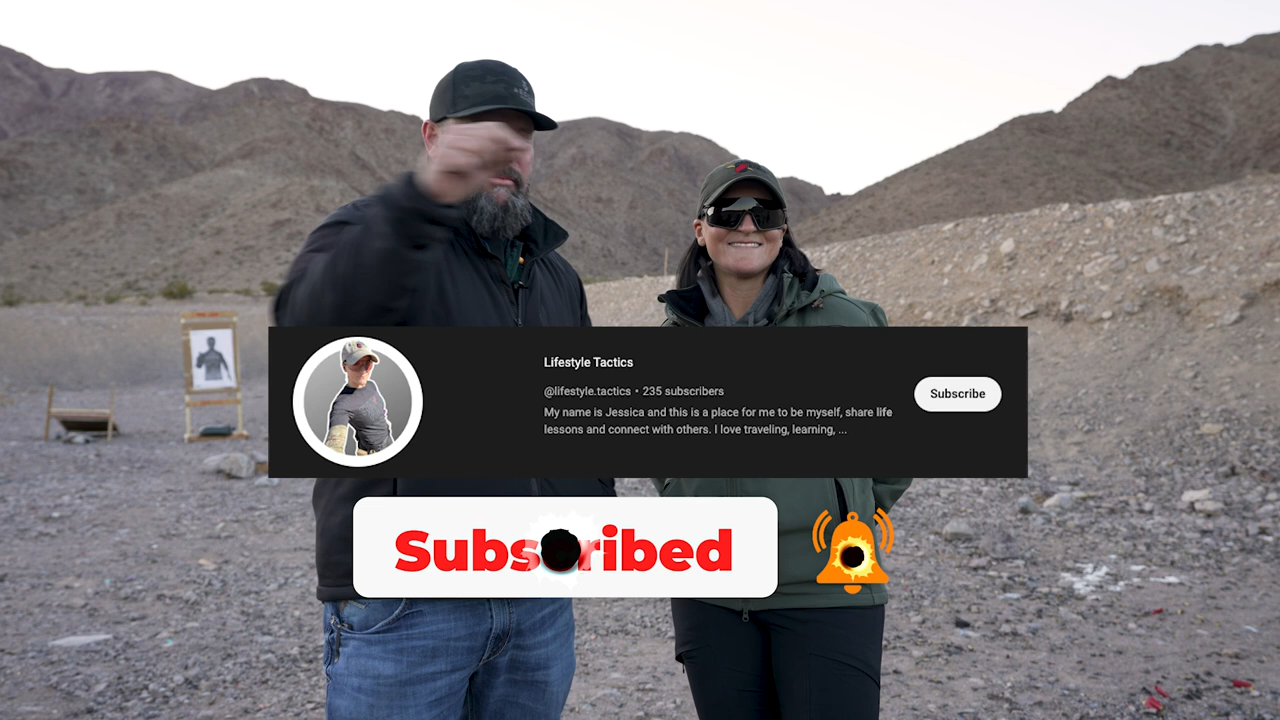 Lifestyle Tactics
@lifestyle.tactics • 235 subscribers
Subscribe
My name is Jessica and this is a place for me to be myself, share life
lessons and connect with others. I love traveling, learning, ...
Subscribed